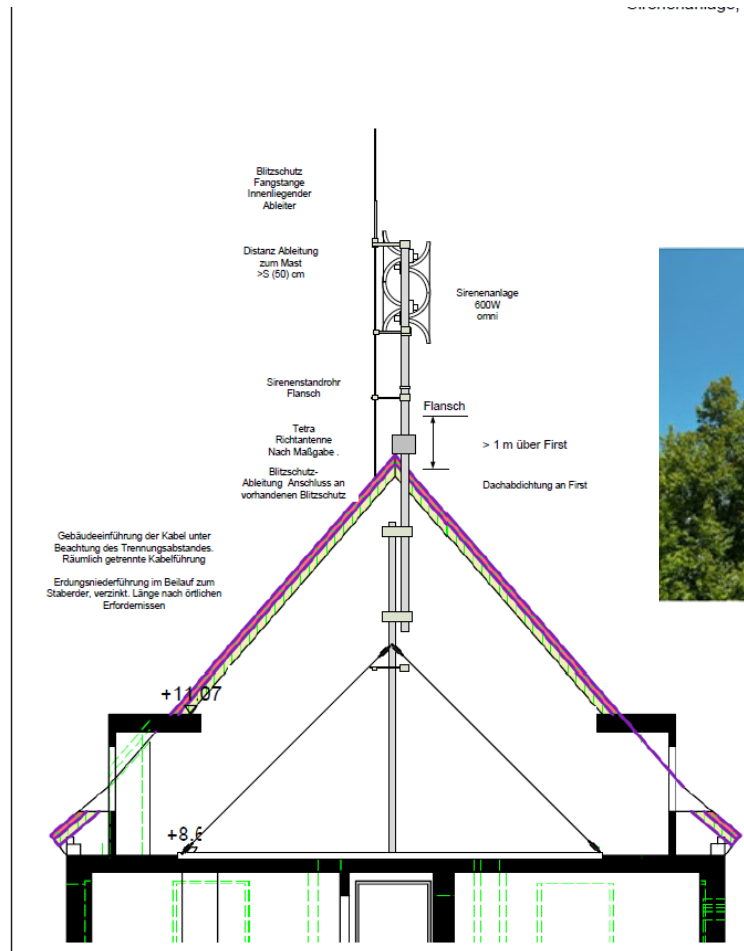 Blitzschutz
Fangstange
Innenliegender
Ableiter
Distanz Ableitung
zum Mast
>S (50) cm
Sirenenanlage
600W
omni
Sirenenstandrohr
Flansch
Flansch
Tetra
Richtantenne
Nach Maßgabe .
> 1 m über First
Blitzschutz-
Ableitung Anschluss an
vorhandenen Blitzschutz
Dachabdichtung an First
Gebäudeeinführung der Kabel unter
Beachtung des Trennungsabstandes.
Räumlich getrennte Kabelführung
Erdungsniederführung im Beilauf zum
Staberder, verzinkt. Länge nach örtlichen
Erfordernissen
+11.07